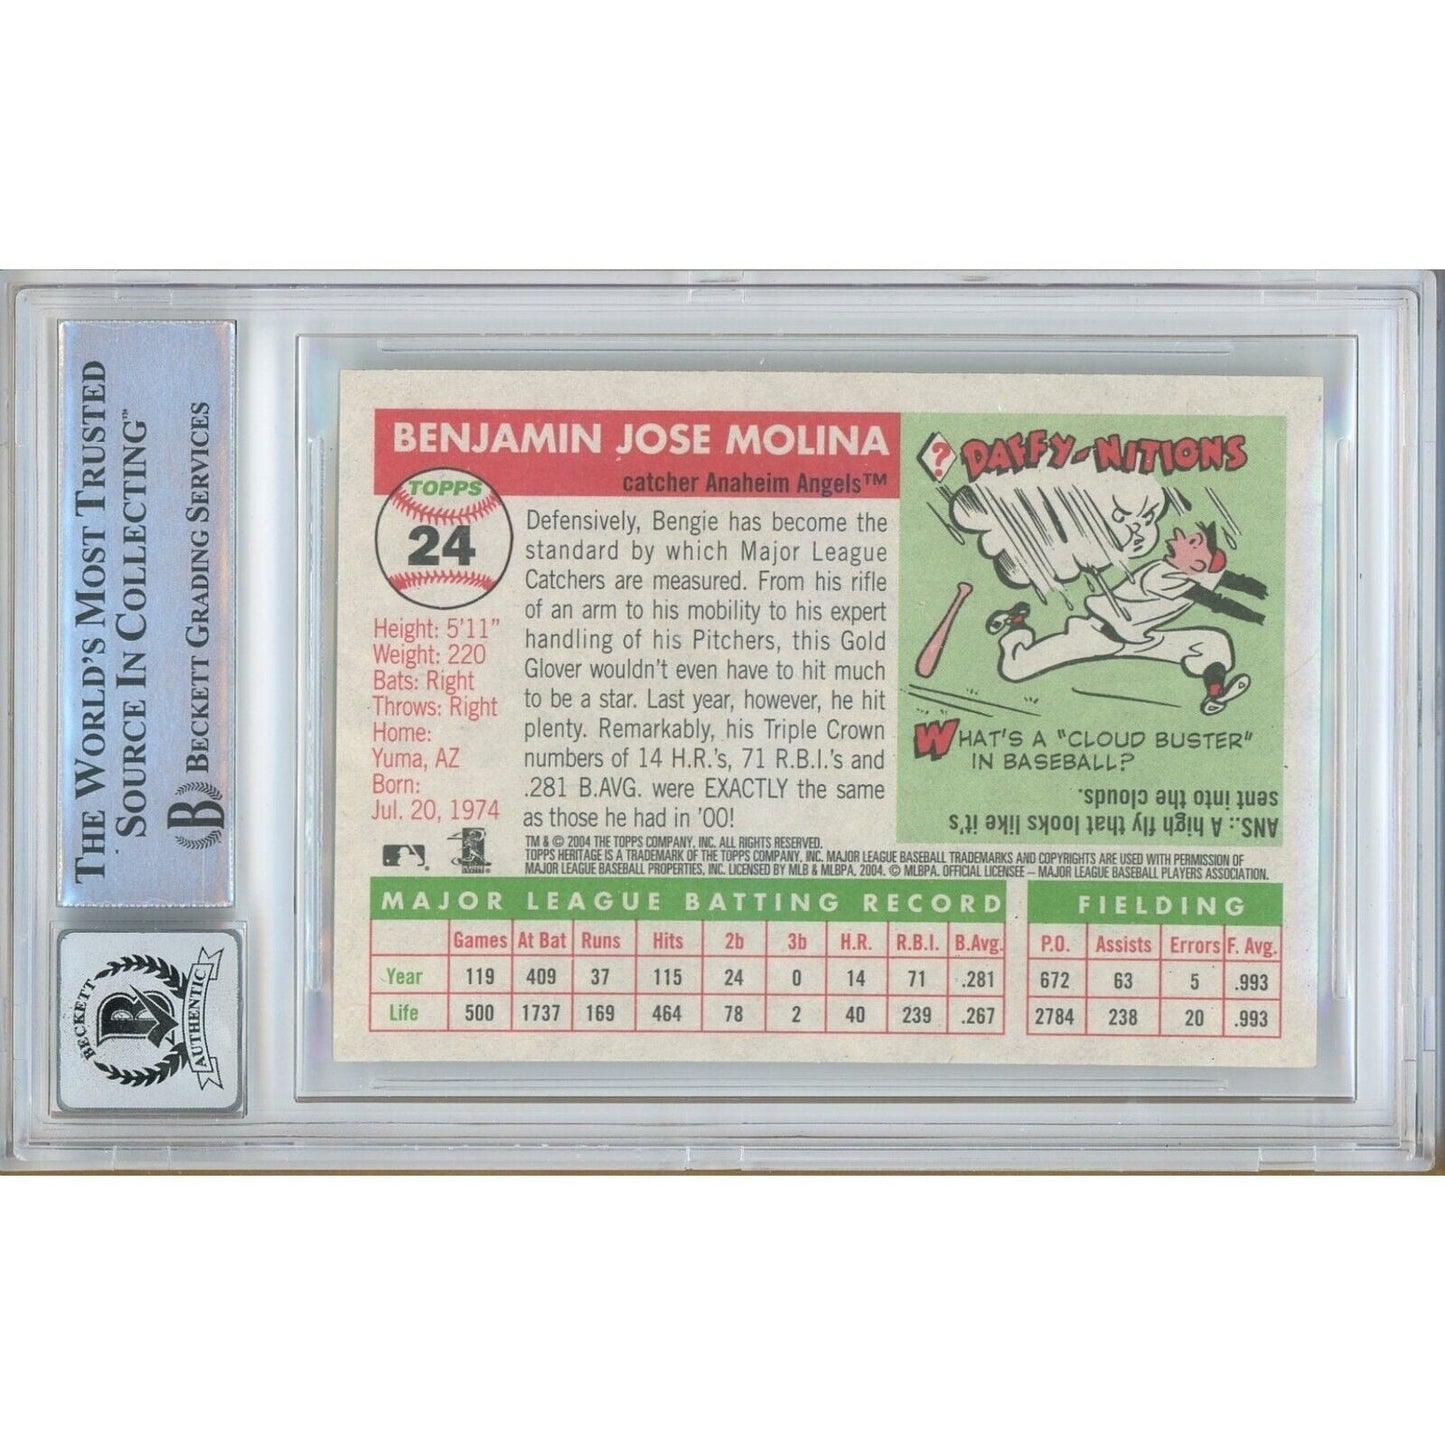 THE WORLD'S MOST TRUSTED
SOURCE IN COLLECTING™
BECKETT GRADING SERVICES
B
BECKETT
B
AUTHENTIC
BENJAMIN JOSE MOLINA
catcher Anaheim Angels™
TOPPS
24
Height: 5'11”
Weight: 220
Bats: Right
Throws: Right
Home:
Yuma, AZ
Born:
Jul. 20, 1974
Defensively, Bengie has become the
standard by which Major League
Catchers are measured. From his rifle
of an arm to his mobility to his expert
handling of his Pitchers, this Gold
Glover wouldn't even have to hit much
to be a star. Last year, however, he hit
plenty. Remarkably, his Triple Crown
numbers of 14 H.R.'s, 71 R.B.I.'s and
.281 B.AVG. were EXACTLY the same
as those he had in '00!
? DAFFY-NITIONS
WHAT'S A "CLOUD BUSTER"
IN BASEBALL?
ANS.: A high fly that looks like it's
sent into the clouds.
TM & © 2004 THE TOPPS COMPANY, INC. ALL RIGHTS RESERVED.
TOPPS HERITAGE IS A TRADEMARK OF THE TOPPS COMPANY, INC. MAJOR LEAGUE BASEBALL TRADEMARKS AND COPYRIGHTS ARE USED WITH PERMISSION OF
MAJOR LEAGUE BASEBALL PROPERTIES, INC. LICENSED BY MLB & MLBPA, 2004. © MLBPA. OFFICIAL LICENSEE – MAJOR LEAGUE BASEBALL PLAYERS ASSOCIATION.
MAJOR LEAGUE BATTING RECORD
Games At Bat Runs Hits 2b 3b H.R. R.B.I. B.Avg.
Year 119 409 37 115 24 0 14 71 .281
Life 500 1737 169 464 78 2 40 239 .267
FIELDING
P.O. Assists Errors F. Avg.
672 63 5 .993
2784 238 20 .993